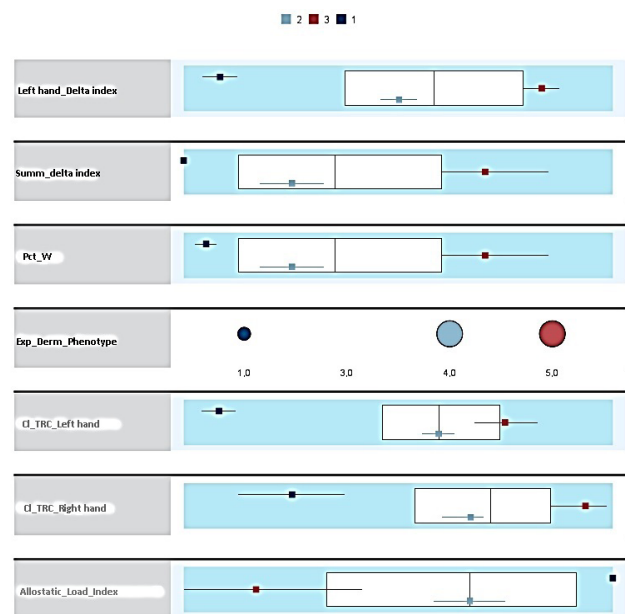 2 3 1
Left hand_Delta index
Summ_delta index
Pct_W
Exp_Derm_Phenotype
1,0 3,0 4,0 5,0
Cl_TRC_Left hand
Cl_TRC_Right hand
Allostatic_Load_Index